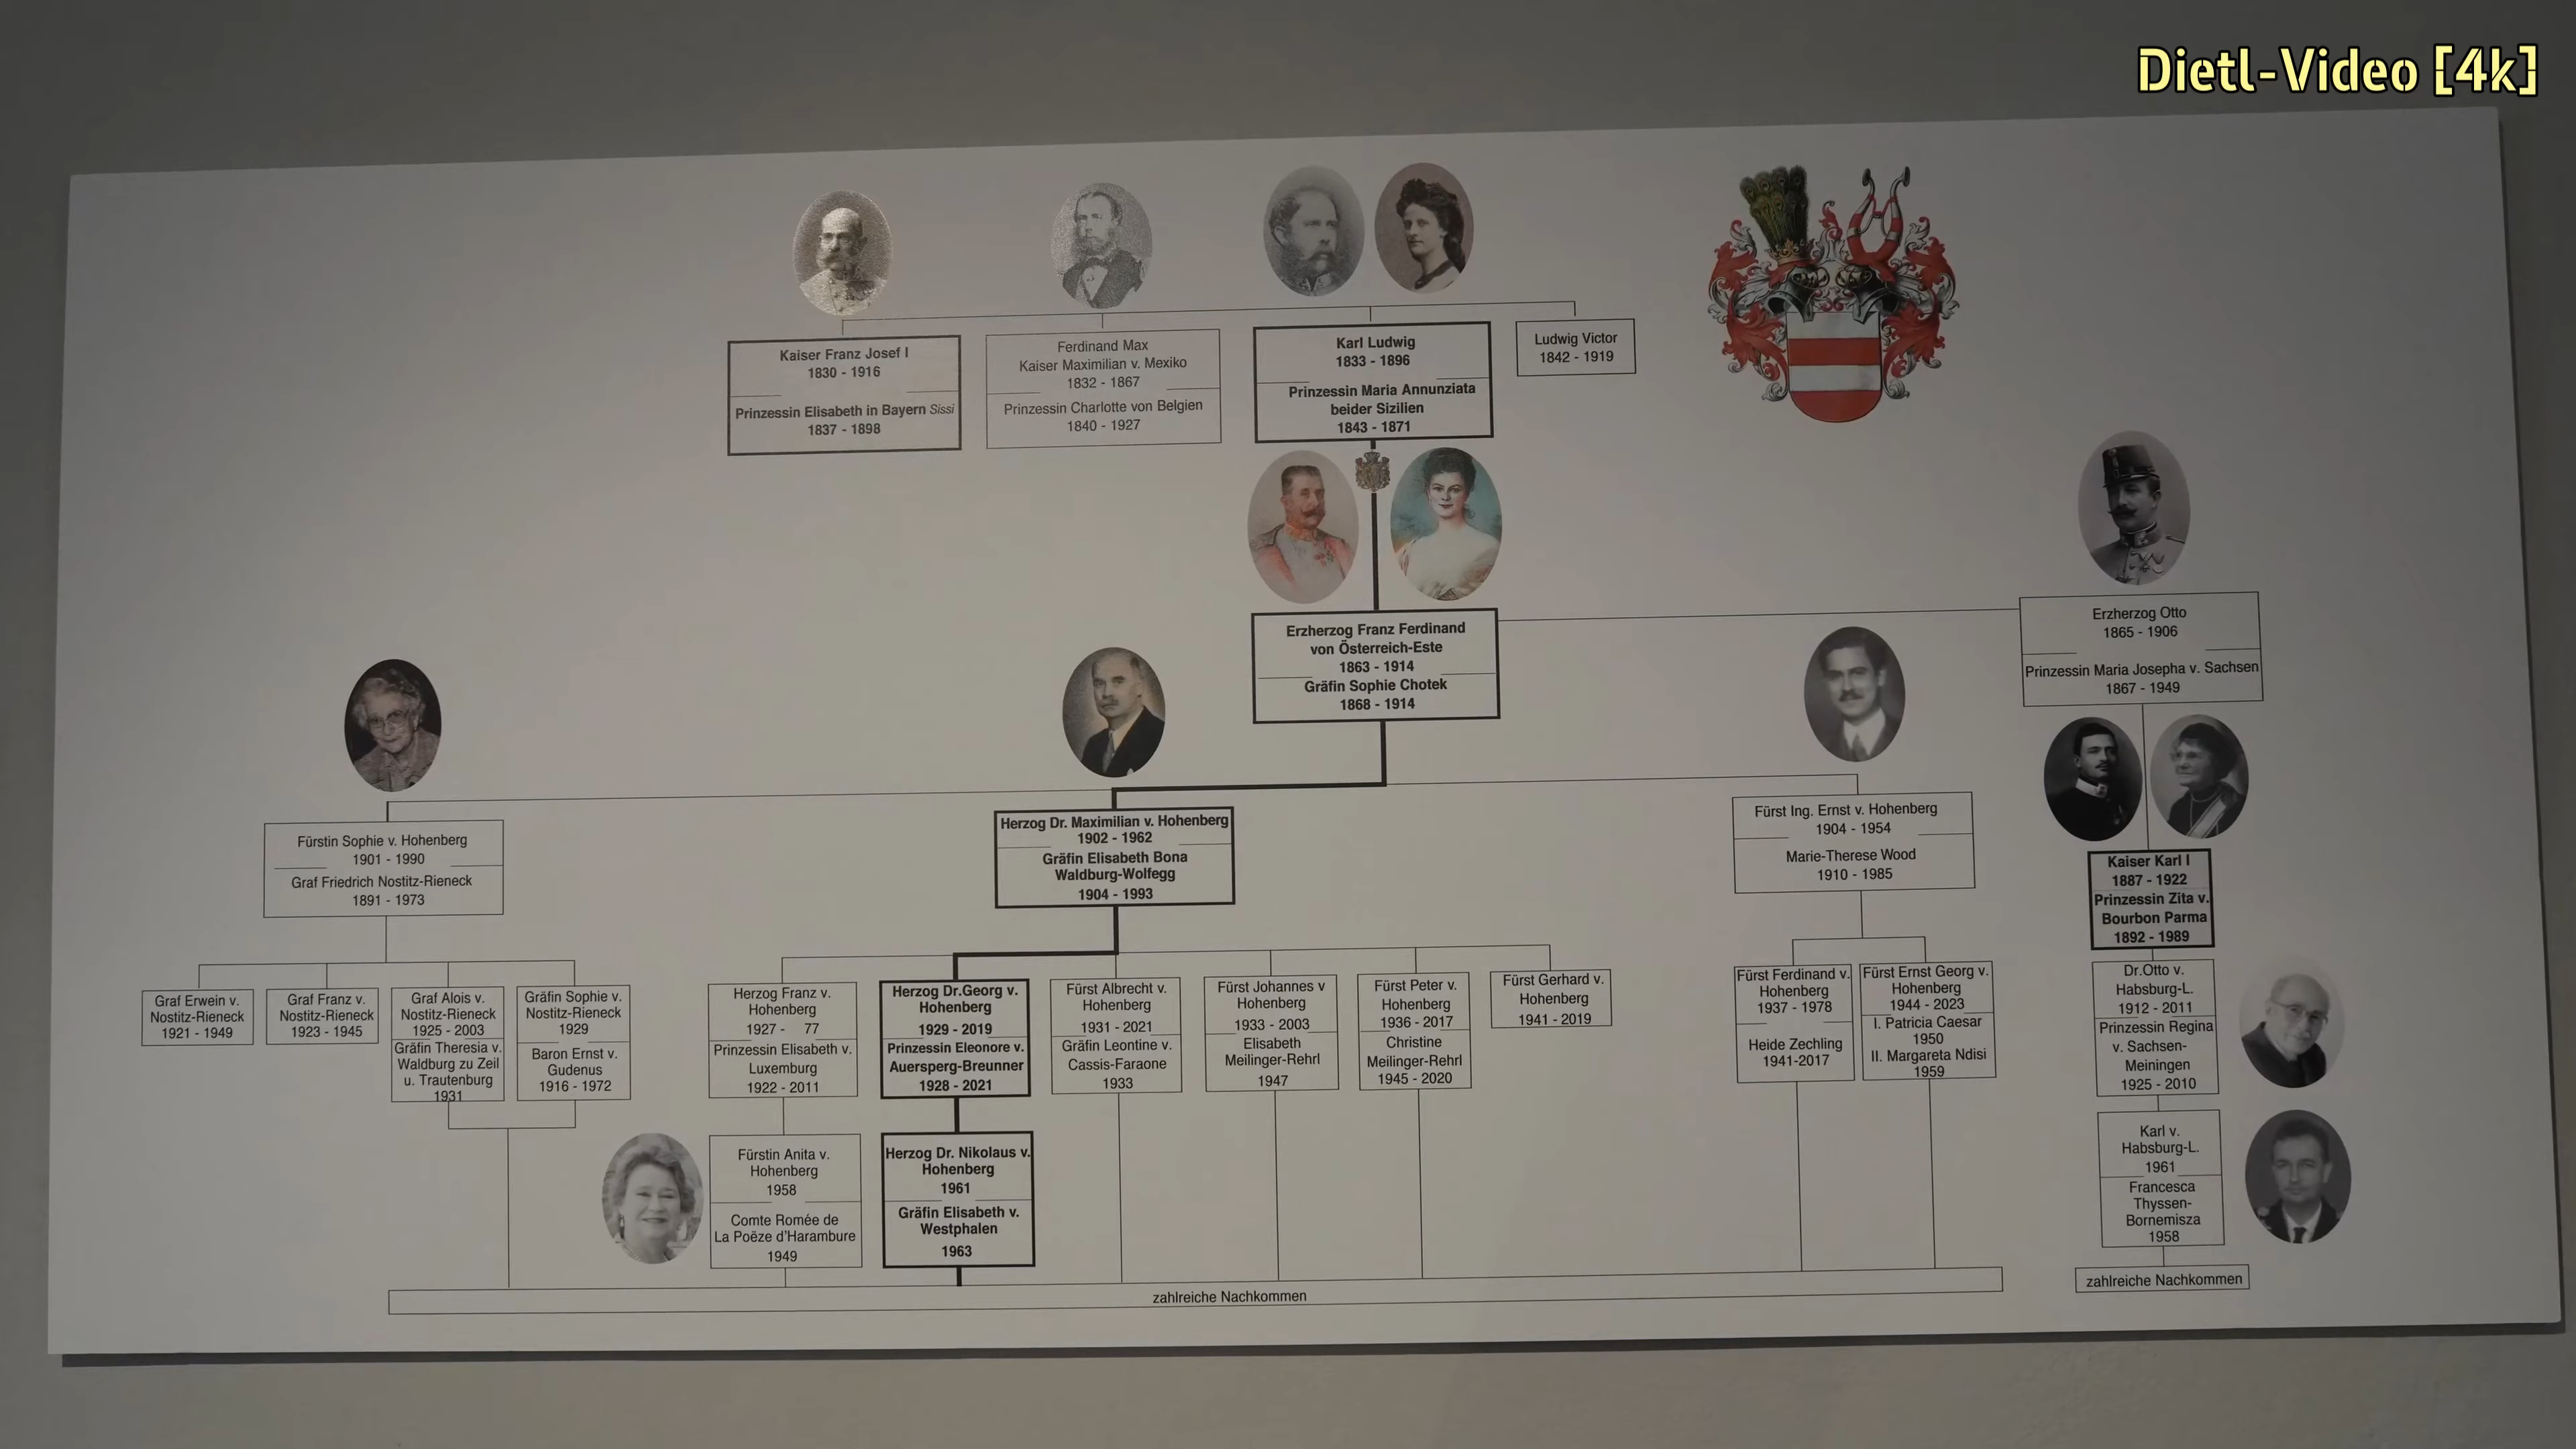 Dietl-Video [4k]
Kaiser Franz Josef I
1830 - 1916
Prinzessin Elisabeth in Bayern Sissi
1837 - 1898
Ferdinand Max
Kaiser Maximilian v. Mexiko
1832 - 1867
Prinzessin Charlotte von Belgien
1840 - 1927
Karl Ludwig
1833 - 1896
Prinzessin Maria Annunziata
beider Sizilien
1843 - 1871
Ludwig Victor
1842 - 1919
Erzherzog Franz Ferdinand
von Österreich-Este
1863 - 1914
Gräfin Sophie Chotek
1868 - 1914
Erzherzog Otto
1865 - 1906
Prinzessin Maria Josepha v. Sachsen
1867 - 1949
Fürstin Sophie v. Hohenberg
1901 - 1990
Graf Friedrich Nostitz-Rieneck
1891 - 1973
Herzog Dr. Maximilian v. Hohenberg
1902 - 1962
Gräfin Elisabeth Bona
Waldburg-Wolfegg
1904 - 1993
Fürst Ing. Ernst v. Hohenberg
1904 - 1954
Marie-Therese Wood
1910 - 1985
Kaiser Karl I
1887 - 1922
Prinzessin Zita v.
Bourbon Parma
1892 - 1989
Graf Erwein v.
Nostitz-Rieneck
1921 - 1949
Graf Franz v.
Nostitz-Rieneck
1923 - 1945
Graf Alois v.
Nostitz-Rieneck
1925 - 2003
Gräfin Theresia v.
Waldburg zu Zeil
u. Trautenburg
1931
Gräfin Sophie v.
Nostitz-Rieneck
1929
Baron Ernst v.
Gudenus
1916 - 1972
Herzog Franz v.
Hohenberg
1927 - 77
Prinzessin Elisabeth v.
Luxemburg
1922 - 2011
Herzog Dr.Georg v.
Hohenberg
1929 - 2019
Prinzessin Eleonore v.
Auersperg-Breunner
1928 - 2021
Fürst Albrecht v.
Hohenberg
1931 - 2021
Gräfin Leontine v.
Cassis-Faraone
1933
Fürst Johannes v
Hohenberg
1933 - 2003
Elisabeth
Meilinger-Rehrl
1947
Fürst Peter v.
Hohenberg
1936 - 2017
Christine
Meilinger-Rehrl
1945 - 2020
Fürst Gerhard v.
Hohenberg
1941 - 2019
Fürst Ferdinand v.
Hohenberg
1937 - 1978
Heide Zechling
1941-2017
Fürst Ernst Georg v.
Hohenberg
1944 - 2023
I. Patricia Caesar
1950
II. Margareta Ndisi
1959
Dr.Otto v.
Habsburg-L.
1912 - 2011
Prinzessin Regina
v. Sachsen-
Meiningen
1925 - 2010
Fürstin Anita v.
Hohenberg
1958
Comte Romée de
La Poëze d'Harambure
1949
Herzog Dr. Nikolaus v.
Hohenberg
1961
Gräfin Elisabeth v.
Westphalen
1963
Karl v.
Habsburg-L.
1961
Francesca
Thyssen-
Bornemisza
1958
zahlreiche Nachkommen
zahlreiche Nachkommen